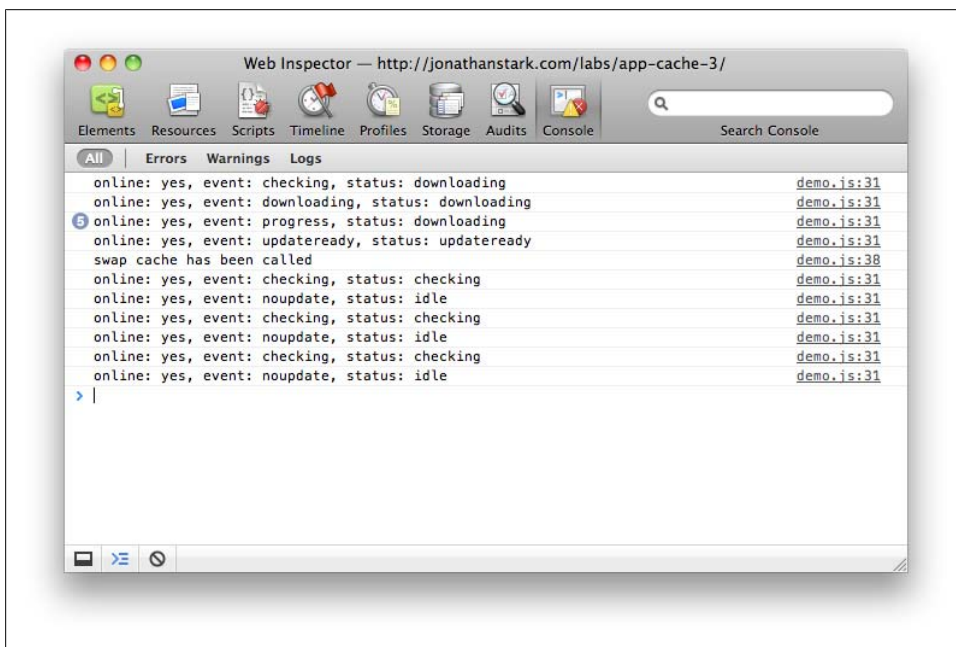 Web Inspector — http://jonathanstark.com/labs/app-cache-3/
Elements Resources Scripts Timeline Profiles Storage Audits Console Search Console
All Errors Warnings Logs
online: yes, event: checking, status: downloading demo.js:31
online: yes, event: downloading, status: downloading demo.js:31
5 online: yes, event: progress, status: downloading demo.js:31
online: yes, event: updateready, status: updateready demo.js:31
swap cache has been called demo.js:38
online: yes, event: checking, status: checking demo.js:31
online: yes, event: noupdate, status: idle demo.js:31
online: yes, event: checking, status: checking demo.js:31
online: yes, event: noupdate, status: idle demo.js:31
online: yes, event: checking, status: checking demo.js:31
online: yes, event: noupdate, status: idle demo.js:31
>